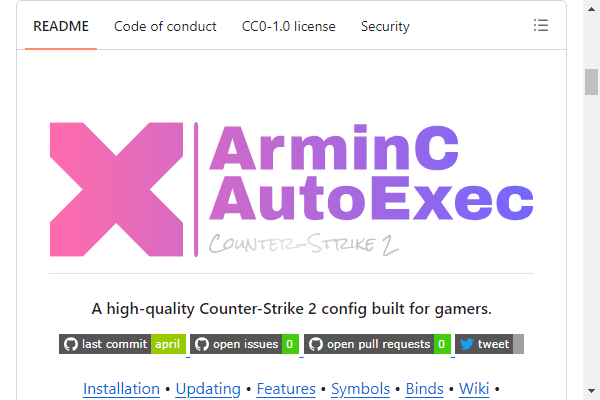 README Code of conduct CC0-1.0 license Security
ArminC
AutoExec
Counter-Strike 2
A high-quality Counter-Strike 2 config built for gamers.
last commit april open issues 0 open pull requests 0 tweet
Installation • Updating • Features • Symbols • Binds • Wiki •